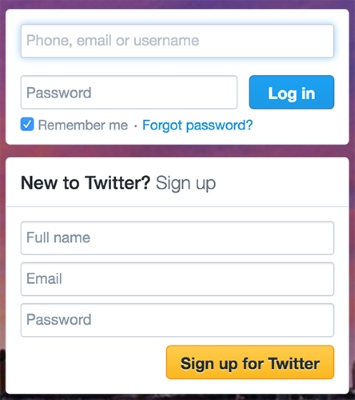 Phone, email or username
Password Log in
Remember me · Forgot password?
New to Twitter? Sign up
Full name
Email
Password
Sign up for Twitter